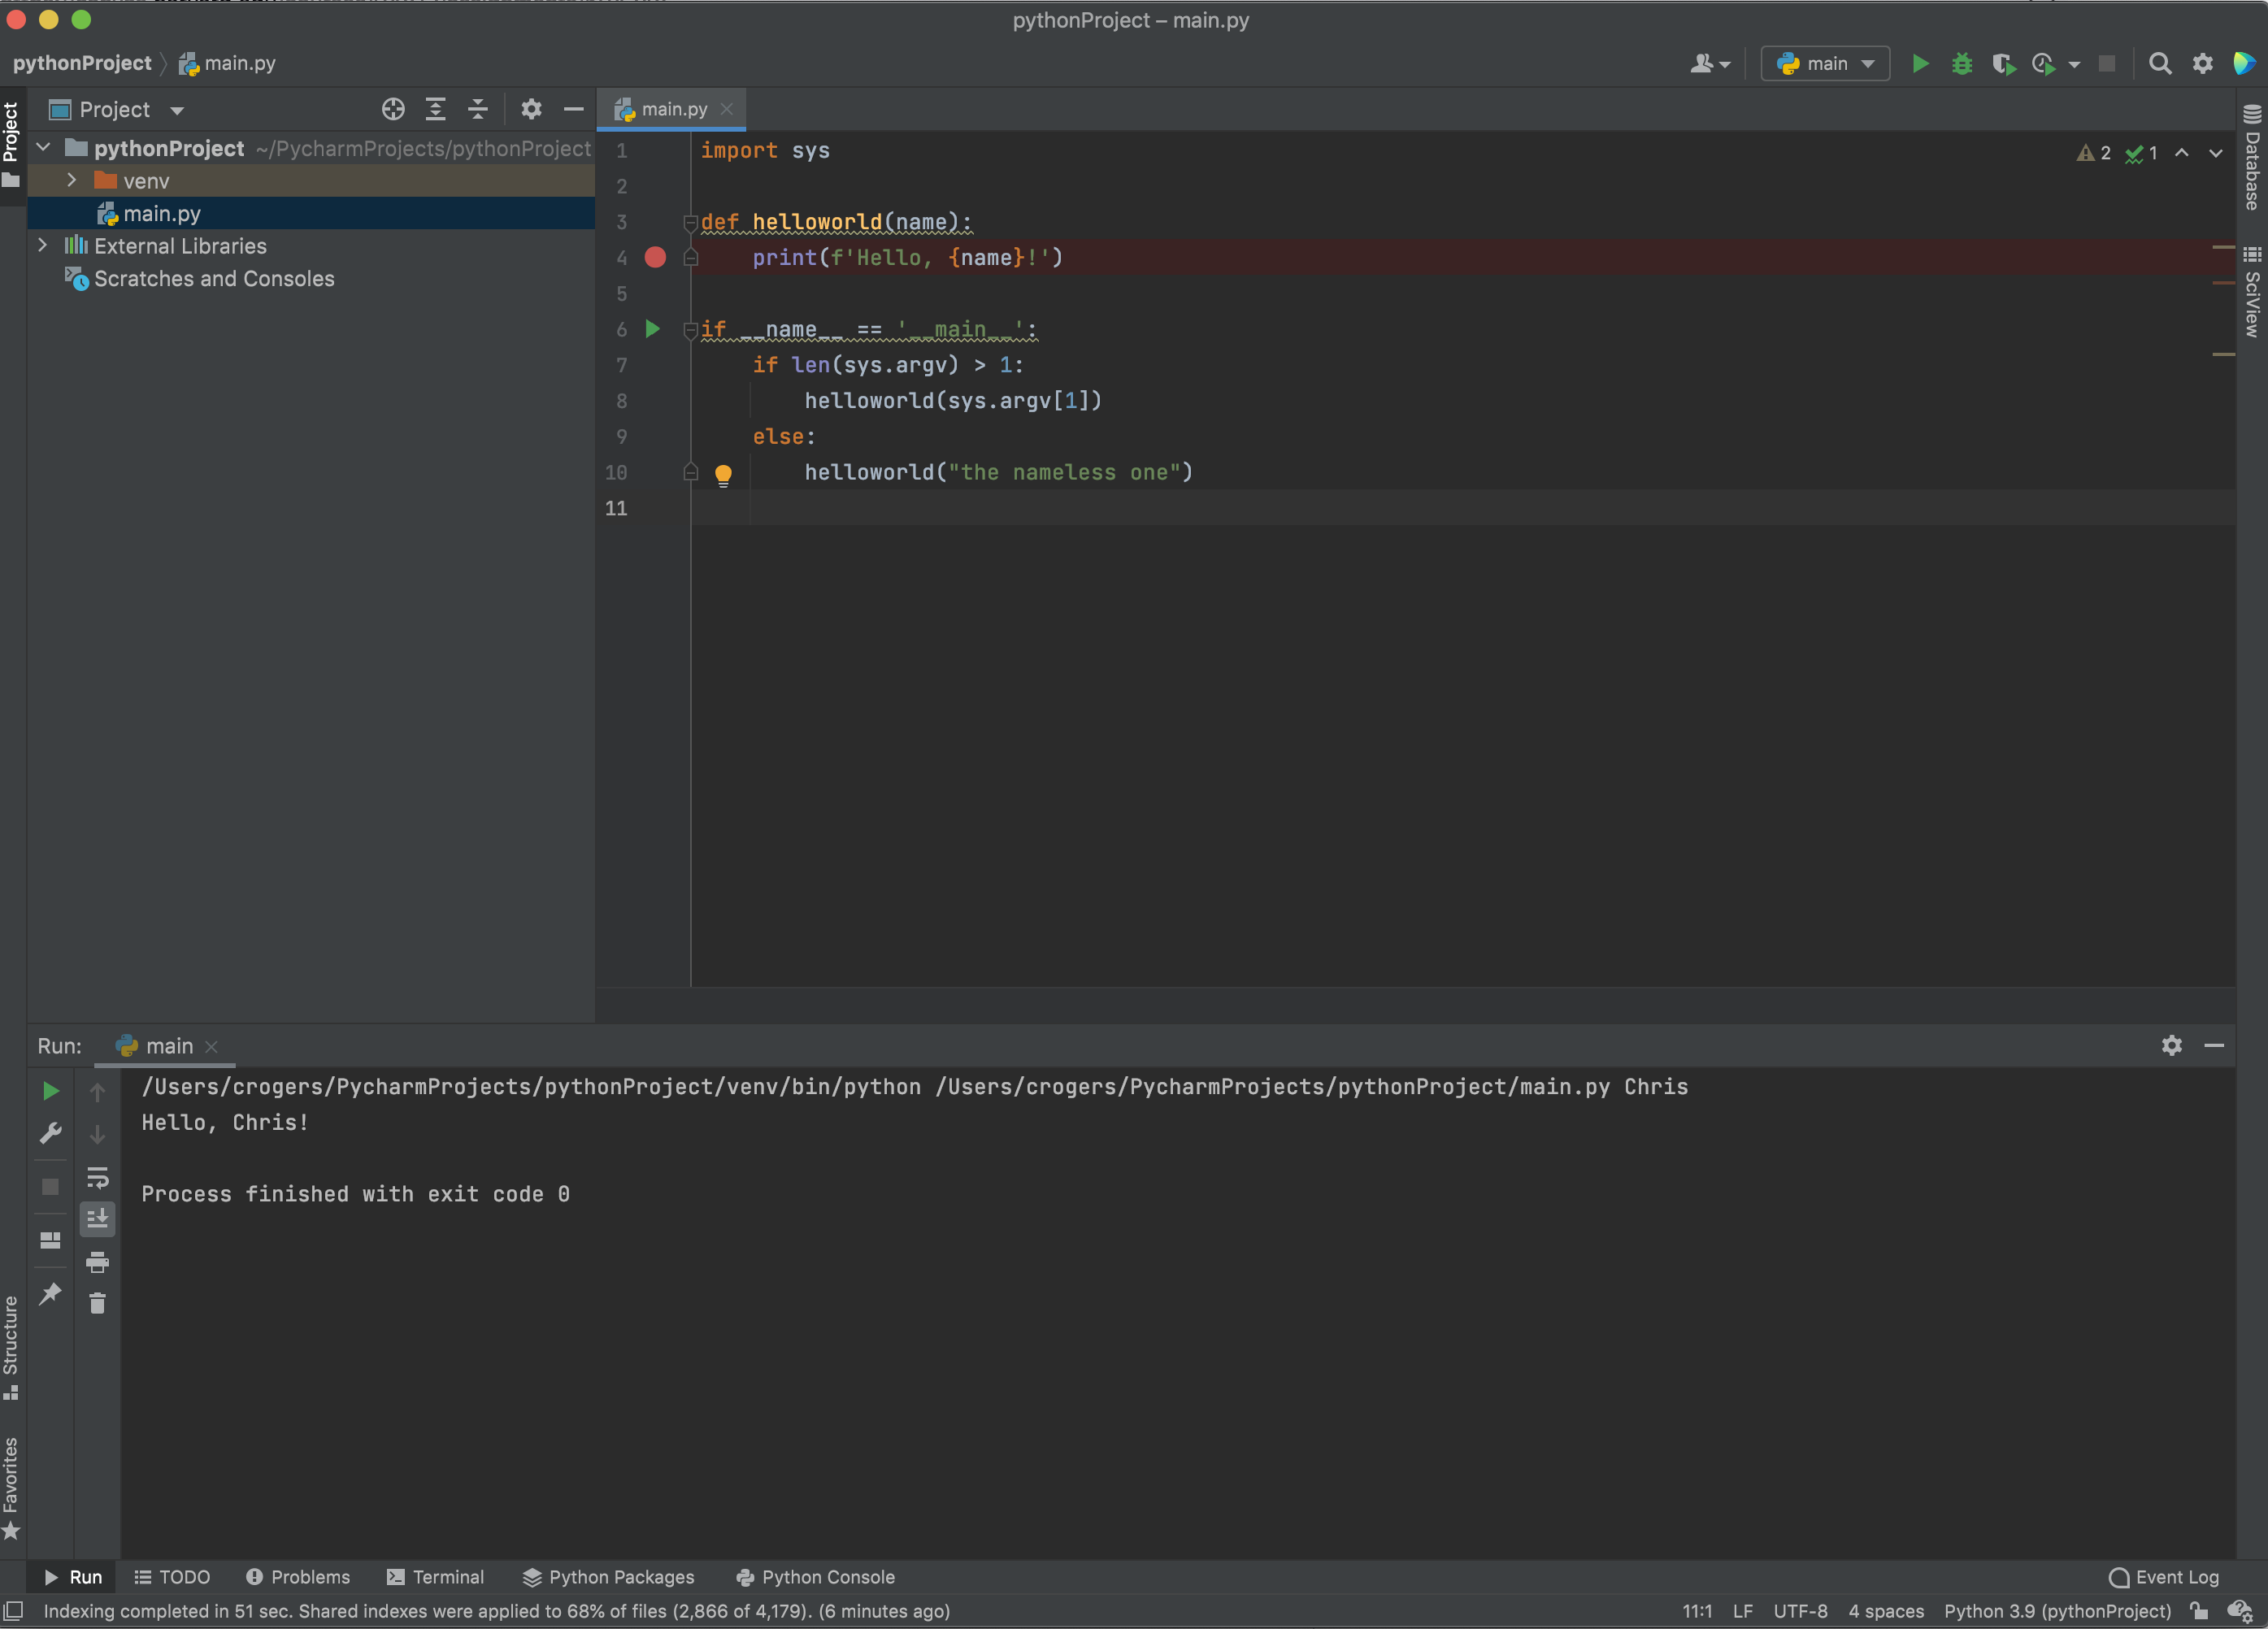 pythonProject – main.py
pythonProject main.py
main
Project
Project
main.py
pythonProject ~/PycharmProjects/pythonProject
venv
main.py
External Libraries
Scratches and Consoles
1 import sys
2
3 def helloworld(name):
4 print(f'Hello, {name}!')
5
6 if __name__ == '__main__':
7 if len(sys.argv) > 1:
8 helloworld(sys.argv[1])
9 else:
10 helloworld("the nameless one")
11
2 1
Database
SciView
Run: main
/Users/crogers/PycharmProjects/pythonProject/venv/bin/python /Users/crogers/PycharmProjects/pythonProject/main.py Chris
Hello, Chris!
Process finished with exit code 0
Structure
Favorites
Run TODO Problems Terminal Python Packages Python Console Event Log
Indexing completed in 51 sec. Shared indexes were applied to 68% of files (2,866 of 4,179). (6 minutes ago) 11:1 LF UTF-8 4 spaces Python 3.9 (pythonProject)